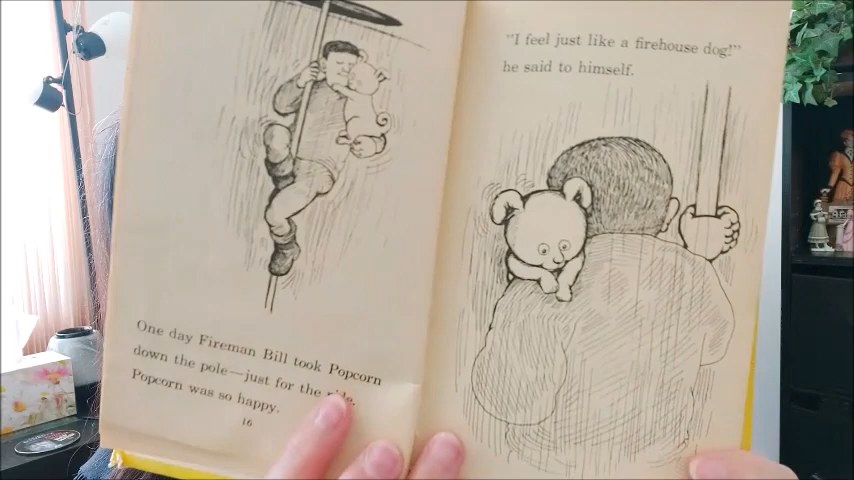 One day Fireman Bill took Popcorn
down the pole—just for the ride.
Popcorn was so happy.
16
"I feel just like a firehouse dog!"
he said to himself.